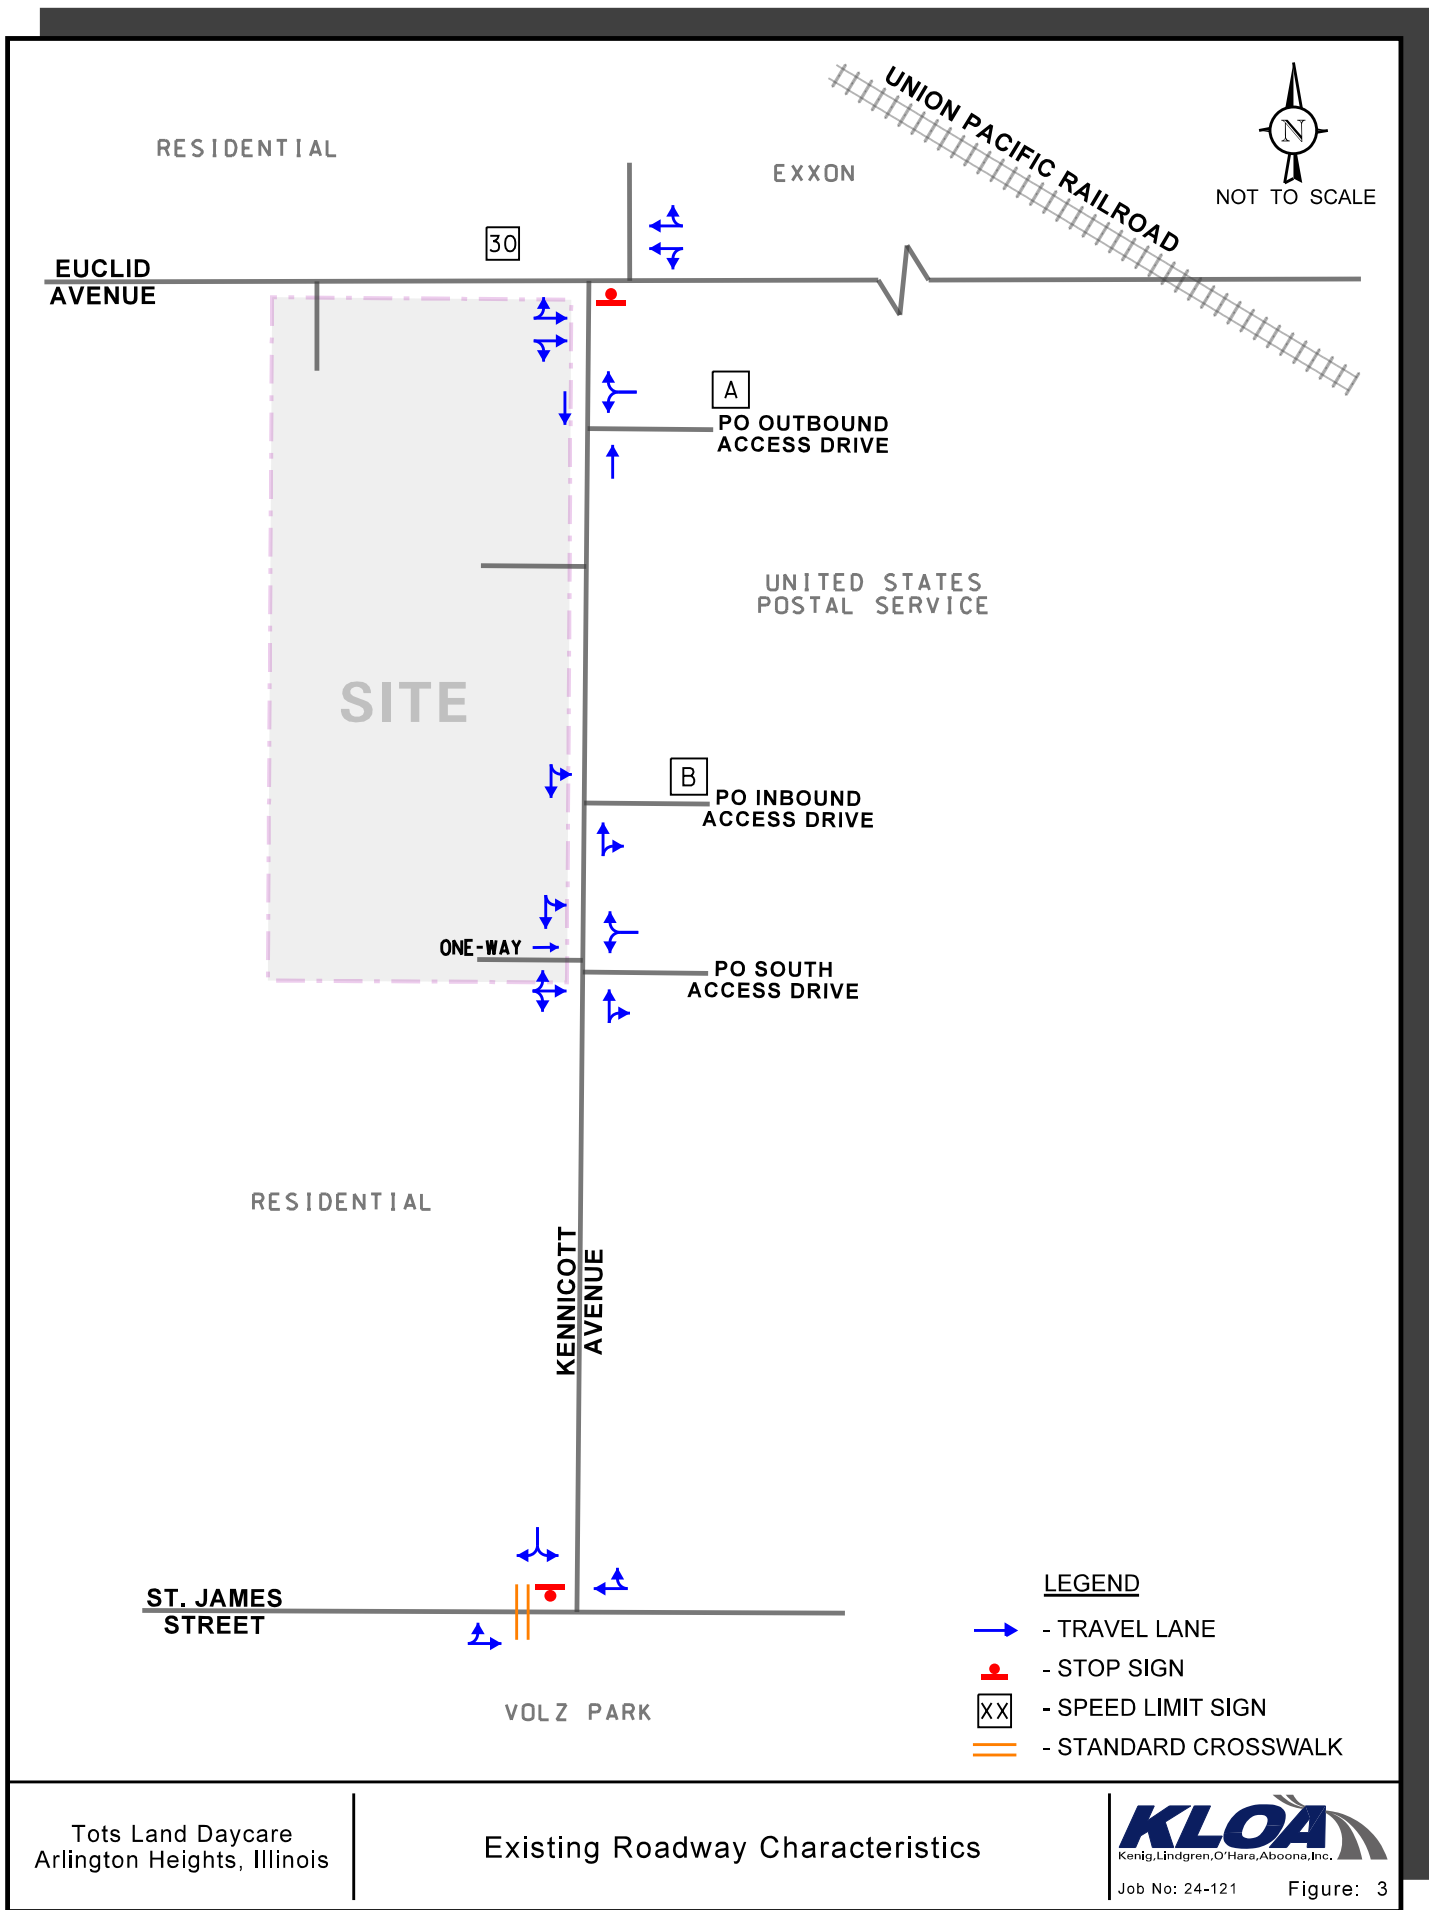 UNION PACIFIC RAILROAD
N
NOT TO SCALE
RESIDENTIAL
EXXON
30
EUCLID
AVENUE
A
PO OUTBOUND
ACCESS DRIVE
UNITED STATES
POSTAL SERVICE
SITE
B
PO INBOUND
ACCESS DRIVE
ONE-WAY
PO SOUTH
ACCESS DRIVE
RESIDENTIAL
KENNICOTT
AVENUE
ST. JAMES
STREET
VOLZ PARK
LEGEND
- TRAVEL LANE
- STOP SIGN
XX - SPEED LIMIT SIGN
- STANDARD CROSSWALK
Tots Land Daycare
Arlington Heights, Illinois
Existing Roadway Characteristics
KLOA
Kenig,Lindgren,O'Hara,Aboona,Inc.
Job No: 24-121 Figure: 3